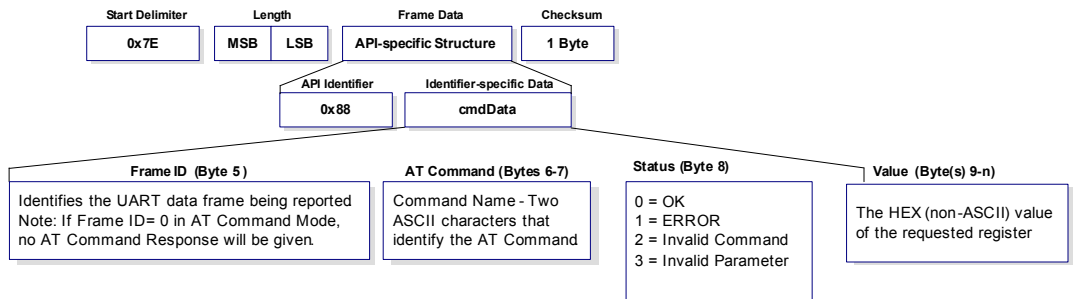 Start Delimiter
Length
Frame Data
Checksum
0x7E
MSB
LSB
API-specific Structure
1 Byte
API Identifier
Identifier-specific Data
0x88
cmdData
Frame ID (Byte 5 )
Identifies the UART data frame being reported
Note: If Frame ID= 0 in AT Command Mode,
no AT Command Response will be given.
AT Command (Bytes 6-7)
Command Name - Two
ASCII characters that
identify the AT Command
Status (Byte 8)
0 = OK
1 = ERROR
2 = Invalid Command
3 = Invalid Parameter
Value (Byte(s) 9-n)
The HEX (non-ASCII) value
of the requested register